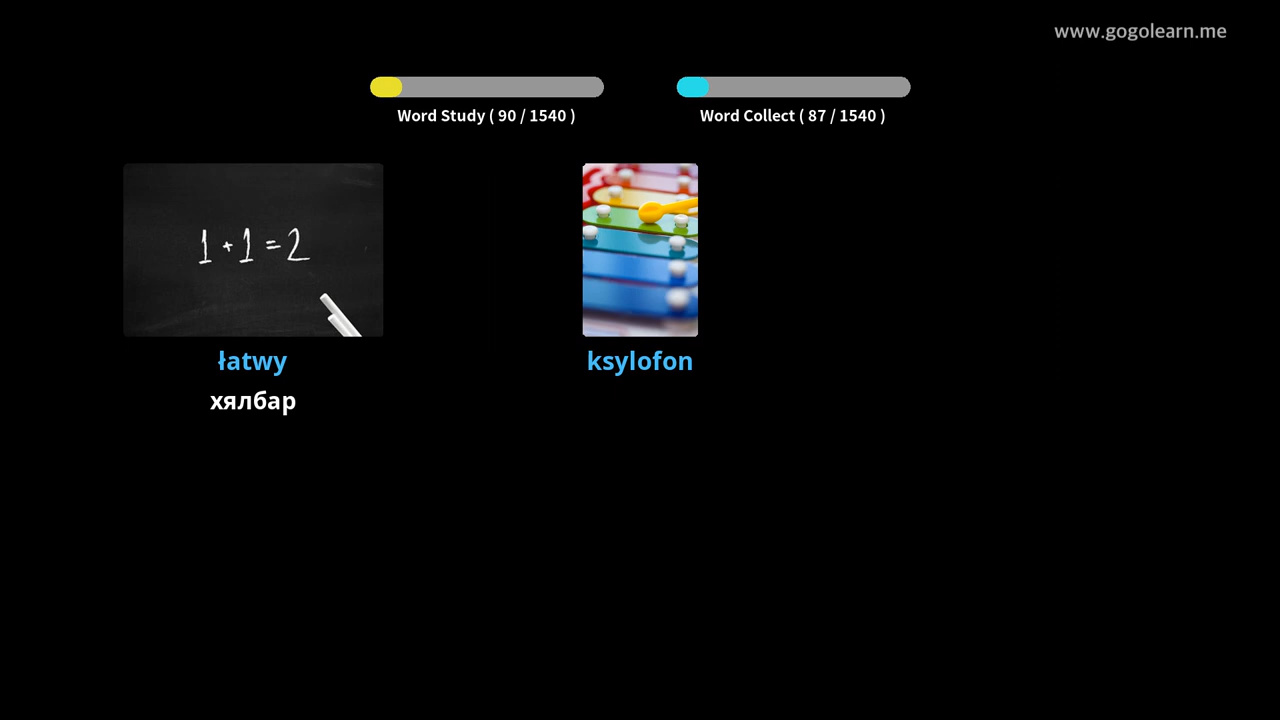 www.gogolearn.me
Word Study ( 90 / 1540 )
Word Collect ( 87 / 1540 )
1 + 1 = 2
łatwy
хялбар
ksylofon